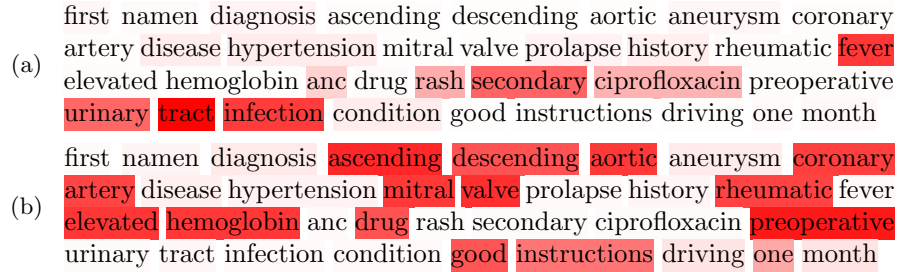 first namen diagnosis ascending descending aortic aneurysm coronary
artery disease hypertension mitral valve prolapse history rheumatic fever
(a)
elevated hemoglobin anc drug rash secondary ciprofloxacin preoperative
urinary tract infection condition good instructions driving one month
first namen diagnosis ascending descending aortic aneurysm coronary
artery disease hypertension mitral valve prolapse history rheumatic fever
(b)
elevated hemoglobin anc drug rash secondary ciprofloxacin preoperative
urinary tract infection condition good instructions driving one month